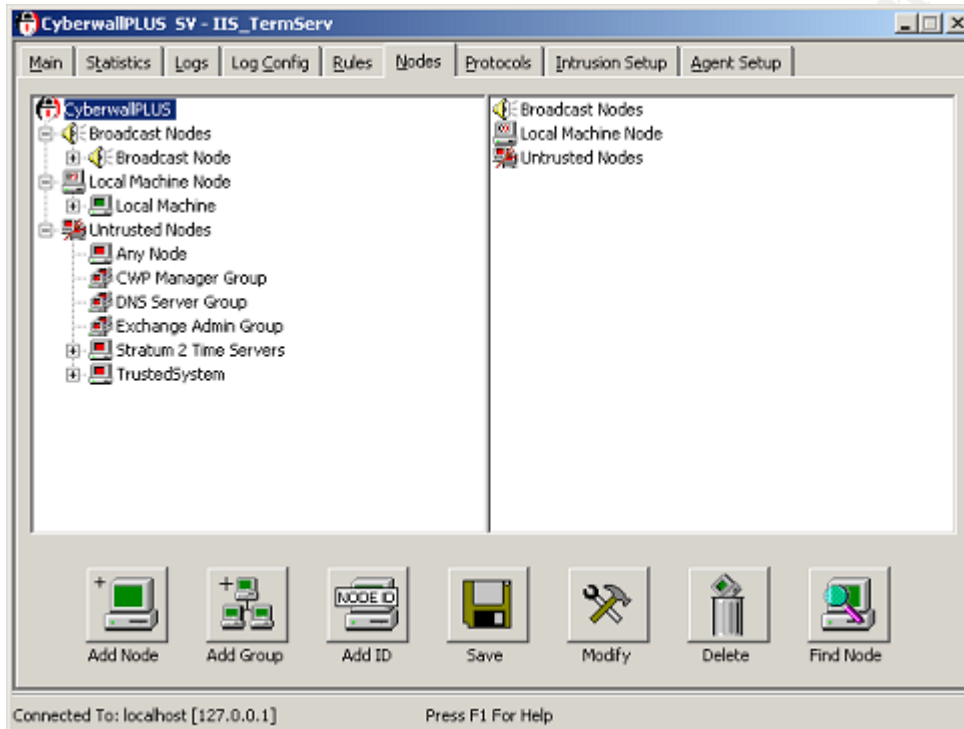 CyberwallPLUS SV - IIS_TermServ
Main Statistics Logs Log Config Rules Nodes Protocols Intrusion Setup Agent Setup
CyberwallPLUS
Broadcast Nodes
Broadcast Node
Local Machine Node
Local Machine
Untrusted Nodes
Any Node
CWP Manager Group
DNS Server Group
Exchange Admin Group
Stratum 2 Time Servers
TrustedSystem
Broadcast Nodes
Local Machine Node
Untrusted Nodes
NODE ID
Add Node Add Group Add ID Save Modify Delete Find Node
Connected To: localhost [127.0.0.1] Press F1 For Help